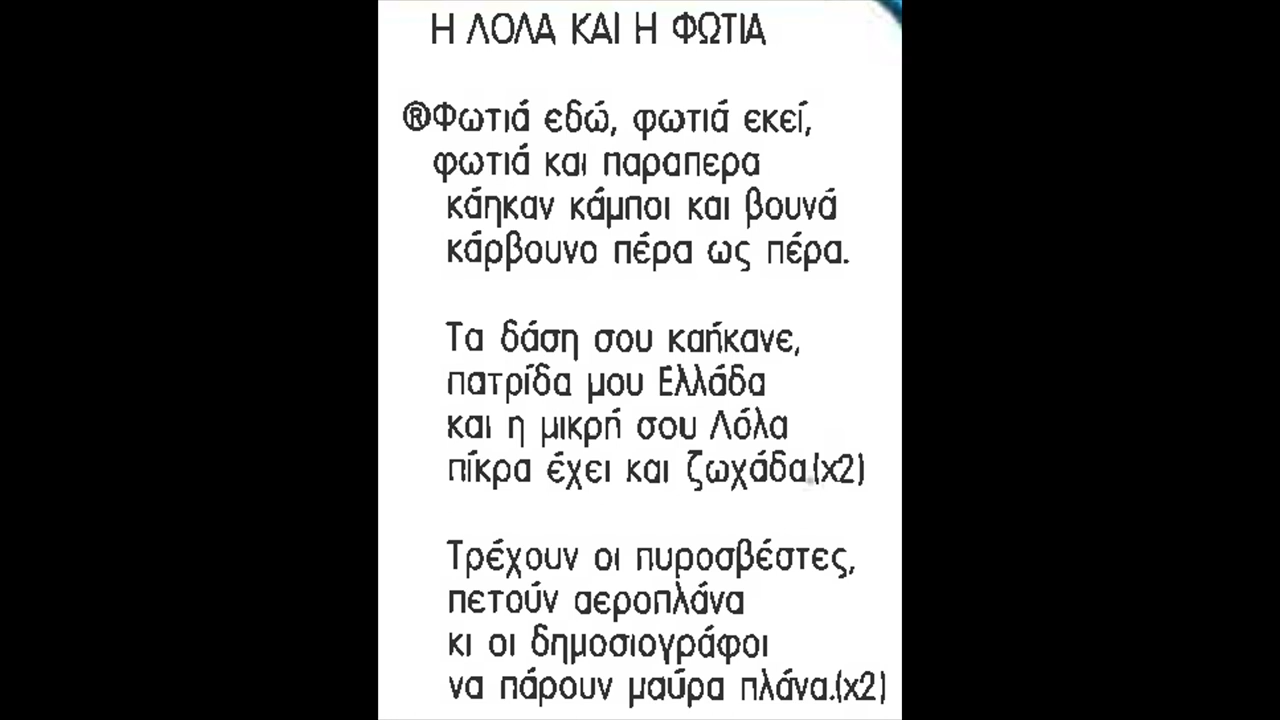 Η ΛΟΛΑ ΚΑΙ Η ΦΩΤΙΑ
®Φωτιά εδώ, φωτιά εκεί,
φωτιά και παραπερα
κάηκαν κάμποι και βουνά
κάρβουνο πέρα ως πέρα.
Τα δάση σου καήκανε,
πατρίδα μου Ελλάδα
και η μικρή σου Λόλα
πίκρα έχει και ζωχάδα.(x2)
Τρέχουν οι πυροσβέστες,
πετούν αεροπλάνα
κι οι δημοσιογράφοι
να πάρουν μαύρα πλάνα.(x2)